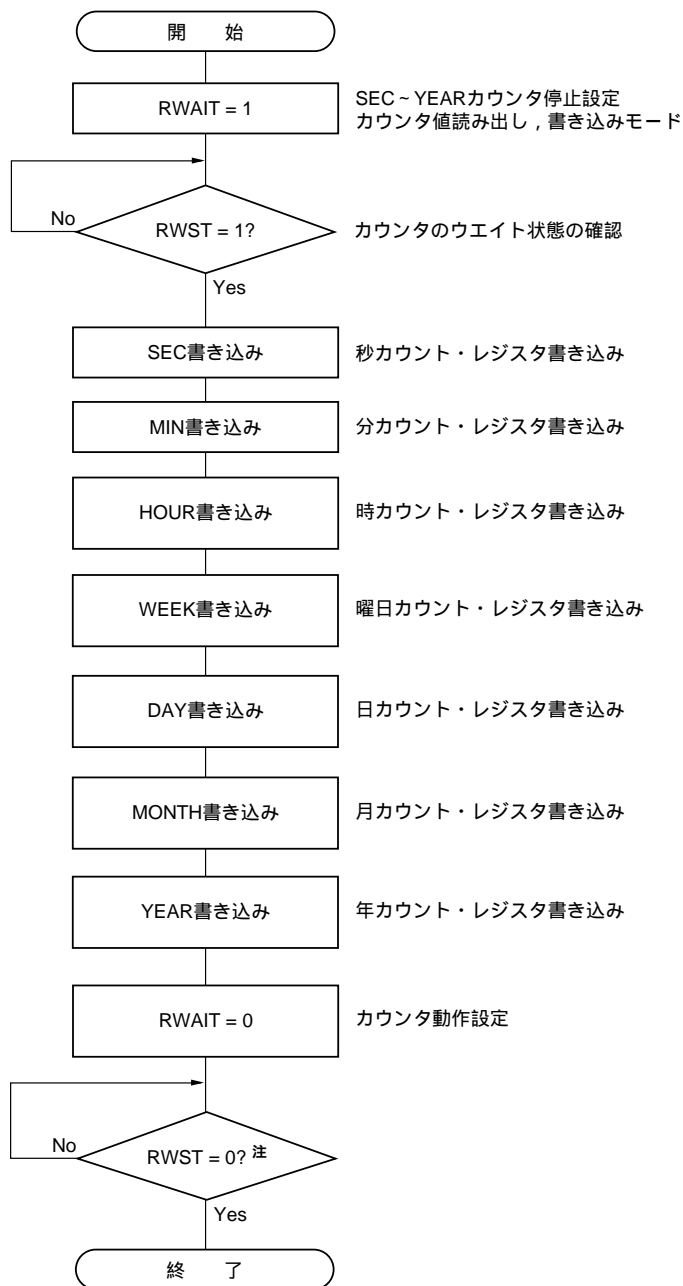 開　始
RWAIT = 1
SEC～YEARカウンタ停止設定
カウンタ値読み出し，書き込みモード
No
RWST = 1?
カウンタのウエイト状態の確認
Yes
SEC書き込み
秒カウント・レジスタ書き込み
MIN書き込み
分カウント・レジスタ書き込み
HOUR書き込み
時カウント・レジスタ書き込み
WEEK書き込み
曜日カウント・レジスタ書き込み
DAY書き込み
日カウント・レジスタ書き込み
MONTH書き込み
月カウント・レジスタ書き込み
YEAR書き込み
年カウント・レジスタ書き込み
RWAIT = 0
カウンタ動作設定
No
RWST = 0? 注
Yes
終　了